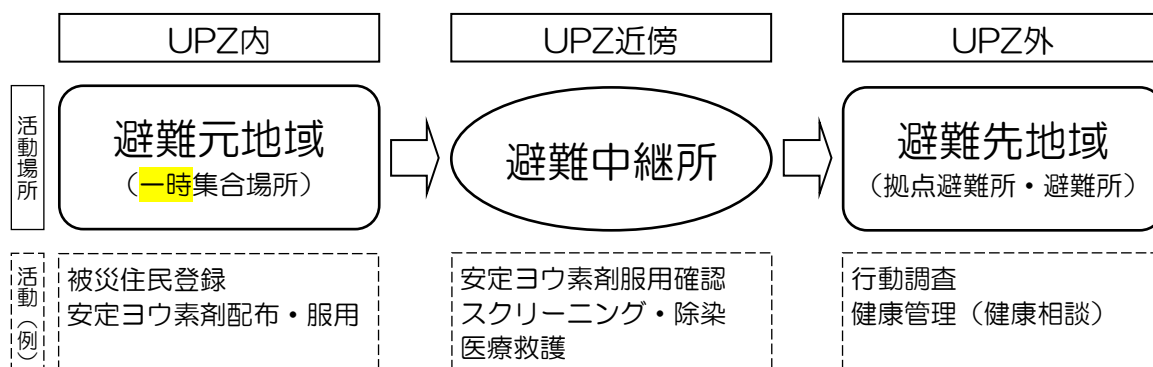 UPZ内
UPZ近傍
UPZ外
活動場所
避難元地域
（一時集合場所）
避難中継所
避難先地域
（拠点避難所・避難所）
活動（例）
被災住民登録
安定ヨウ素剤配布・服用
安定ヨウ素剤服用確認
スクリーニング・除染
医療救護
行動調査
健康管理（健康相談）